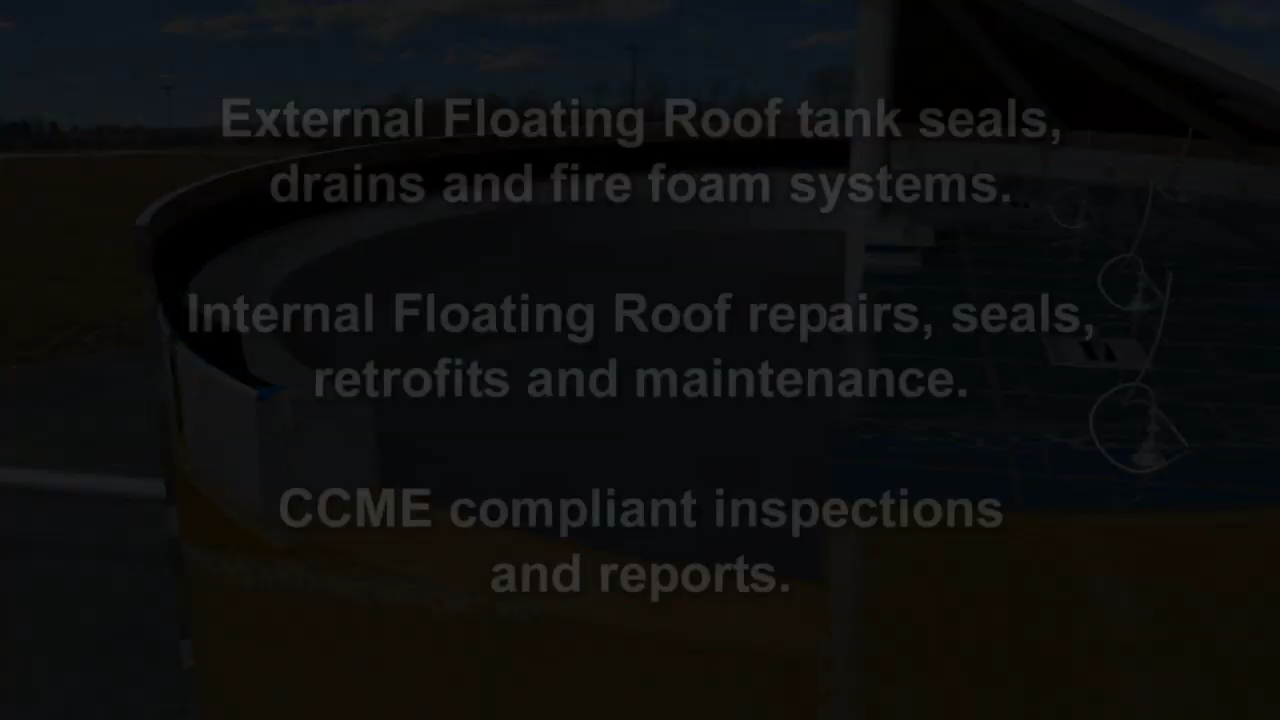 External Floating Roof tank seals,
drains and fire foam systems.
Internal Floating Roof repairs, seals,
retrofits and maintenance.
CCME compliant inspections
and reports.